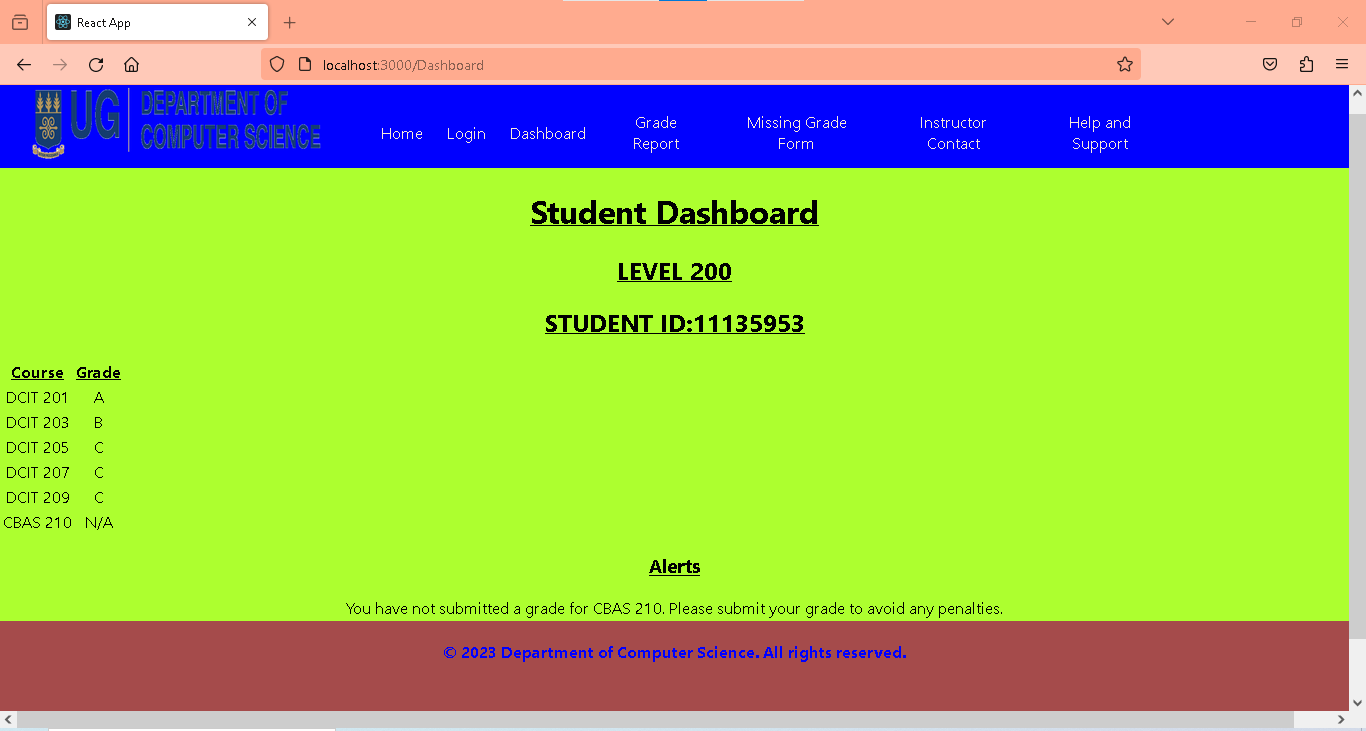 React App
localhost:3000/Dashboard
UG DEPARTMENT OF
COMPUTER SCIENCE
Home Login Dashboard Grade Report Missing Grade Form Instructor Contact Help and Support
Student Dashboard
LEVEL 200
STUDENT ID:11135953
Course Grade
DCIT 201 A
DCIT 203 B
DCIT 205 C
DCIT 207 C
DCIT 209 C
CBAS 210 N/A
Alerts
You have not submitted a grade for CBAS 210. Please submit your grade to avoid any penalties.
© 2023 Department of Computer Science. All rights reserved.